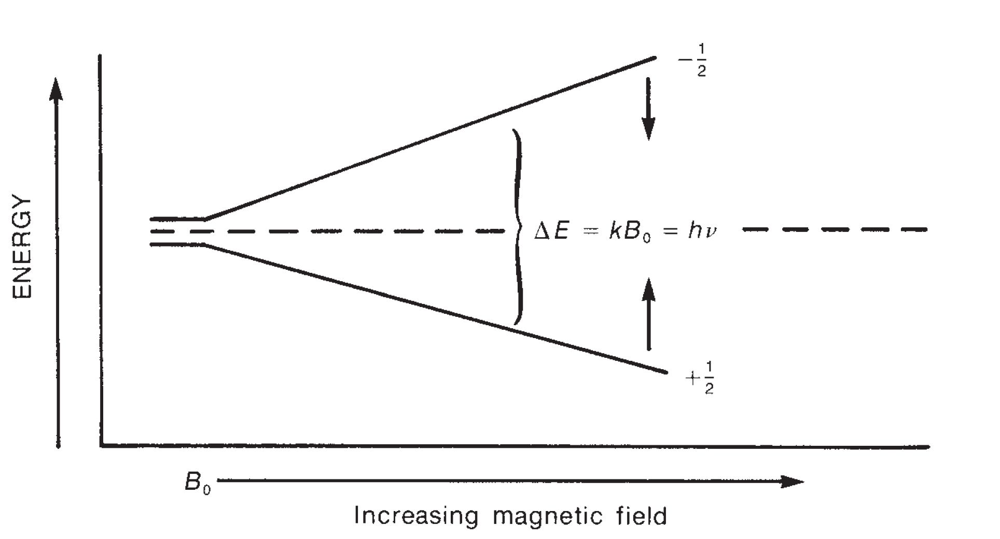 −1/2
ENERGY
ΔE = kB₀ = hν
+1/2
B₀
Increasing magnetic field